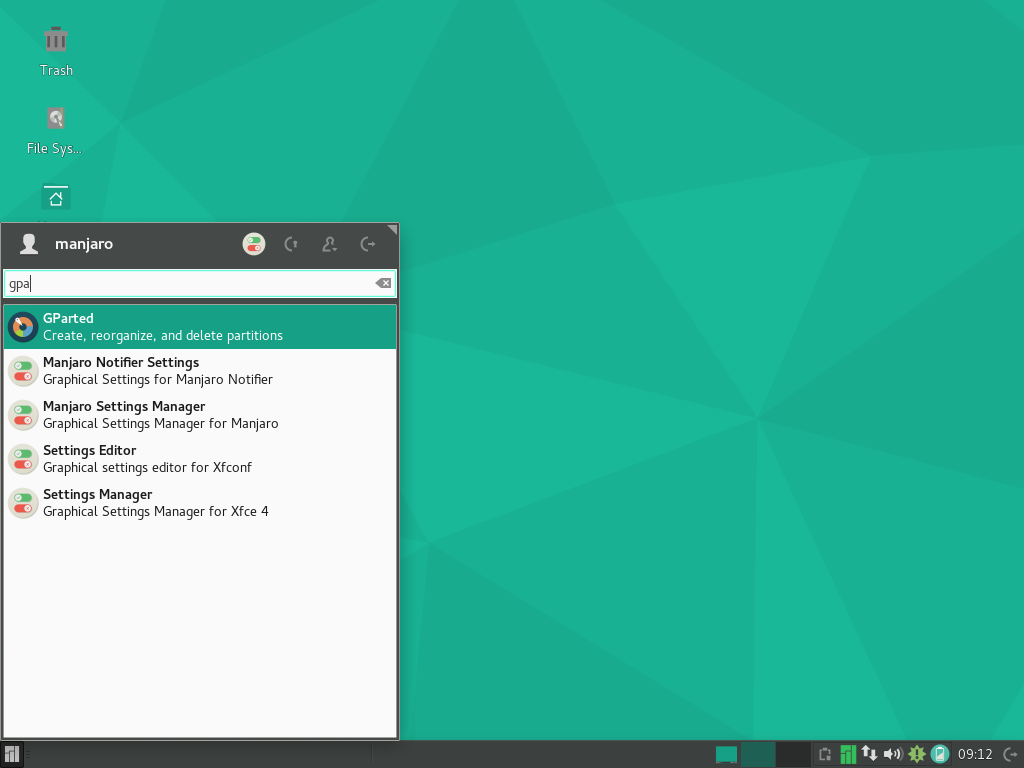 Trash
File Sys...
manjaro
gpa
GParted
Create, reorganize, and delete partitions
Manjaro Notifier Settings
Graphical Settings for Manjaro Notifier
Manjaro Settings Manager
Graphical Settings Manager for Manjaro
Settings Editor
Graphical settings editor for Xfconf
Settings Manager
Graphical Settings Manager for Xfce 4
09:12